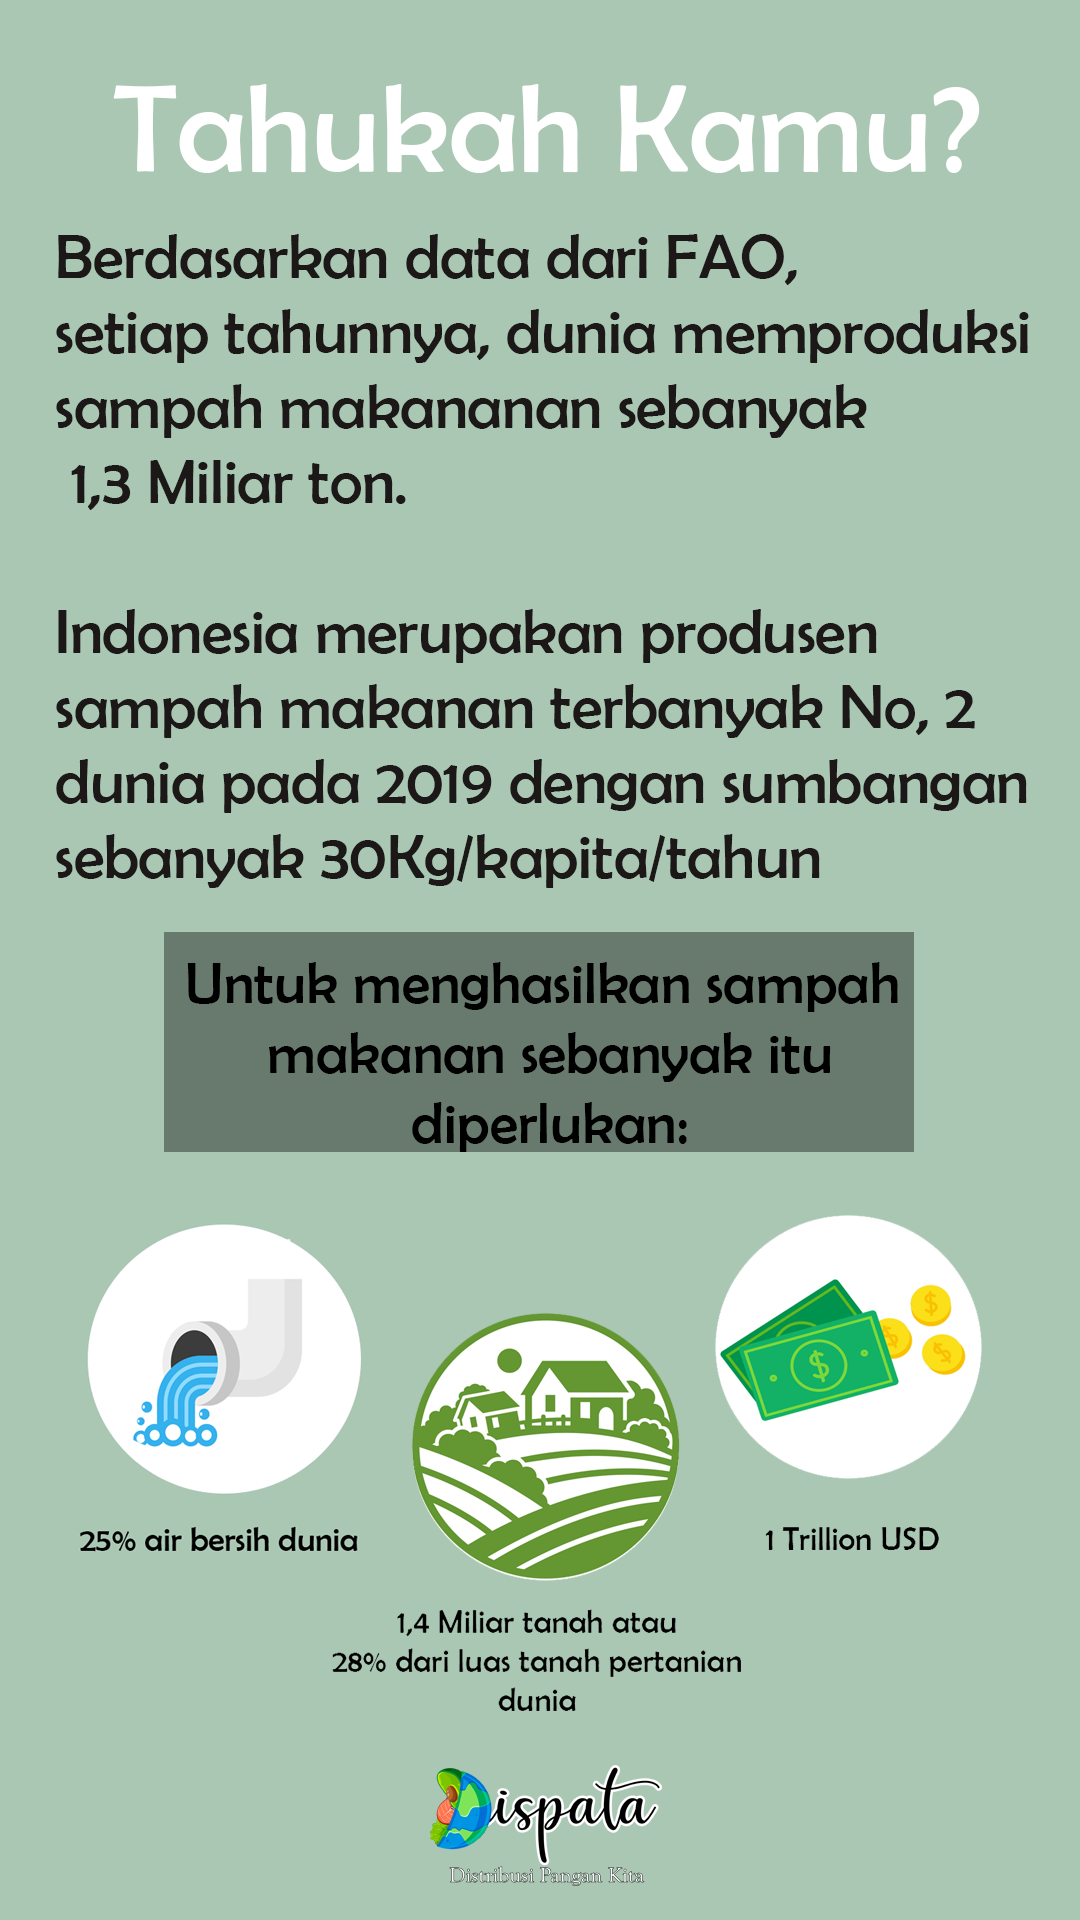 Tahukah Kamu?
Berdasarkan data dari FAO,
setiap tahunnya, dunia memproduksi
sampah makananan sebanyak
1,3 Miliar ton.
Indonesia merupakan produsen
sampah makanan terbanyak No, 2
dunia pada 2019 dengan sumbangan
sebanyak 30Kg/kapita/tahun
Untuk menghasilkan sampah
makanan sebanyak itu
diperlukan:
25% air bersih dunia
1 Trillion USD
1,4 Miliar tanah atau
28% dari luas tanah pertanian
dunia
Dispata
Distribusi Pangan Kita